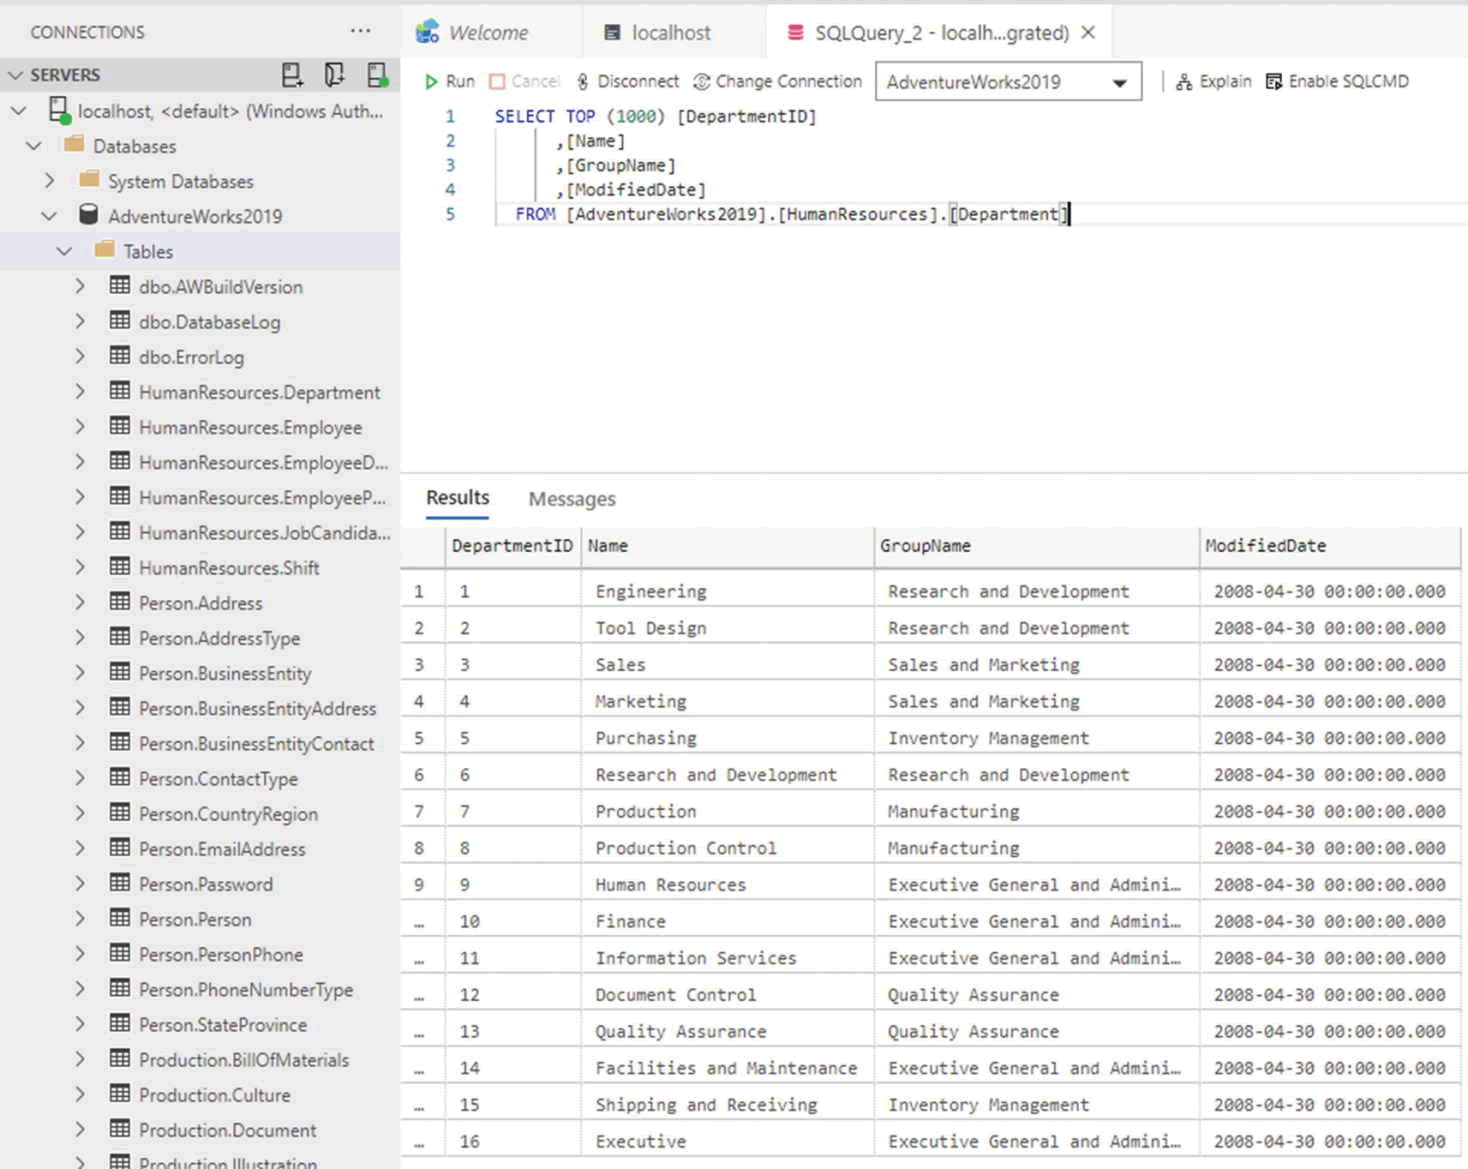 CONNECTIONS ...
SERVERS
localhost, <default> (Windows Auth...
Databases
System Databases
AdventureWorks2019
Tables
dbo.AWBuildVersion
dbo.DatabaseLog
dbo.ErrorLog
HumanResources.Department
HumanResources.Employee
HumanResources.EmployeeD...
HumanResources.EmployeeP...
HumanResources.JobCandida...
HumanResources.Shift
Person.Address
Person.AddressType
Person.BusinessEntity
Person.BusinessEntityAddress
Person.BusinessEntityContact
Person.ContactType
Person.CountryRegion
Person.EmailAddress
Person.Password
Person.Person
Person.PersonPhone
Person.PhoneNumberType
Person.StateProvince
Production.BillOfMaterials
Production.Culture
Production.Document
Production.Illustration
Welcome localhost SQLQuery_2 - localh...grated)
Run Cancel Disconnect Change Connection AdventureWorks2019 Explain Enable SQLCMD
1 SELECT TOP (1000) [DepartmentID]
2 ,[Name]
3 ,[GroupName]
4 ,[ModifiedDate]
5 FROM [AdventureWorks2019].[HumanResources].[Department]
Results Messages
DepartmentID Name GroupName ModifiedDate
1 1 Engineering Research and Development 2008-04-30 00:00:00.000
2 2 Tool Design Research and Development 2008-04-30 00:00:00.000
3 3 Sales Sales and Marketing 2008-04-30 00:00:00.000
4 4 Marketing Sales and Marketing 2008-04-30 00:00:00.000
5 5 Purchasing Inventory Management 2008-04-30 00:00:00.000
6 6 Research and Development Research and Development 2008-04-30 00:00:00.000
7 7 Production Manufacturing 2008-04-30 00:00:00.000
8 8 Production Control Manufacturing 2008-04-30 00:00:00.000
9 9 Human Resources Executive General and Admini... 2008-04-30 00:00:00.000
... 10 Finance Executive General and Admini... 2008-04-30 00:00:00.000
... 11 Information Services Executive General and Admini... 2008-04-30 00:00:00.000
... 12 Document Control Quality Assurance 2008-04-30 00:00:00.000
... 13 Quality Assurance Quality Assurance 2008-04-30 00:00:00.000
... 14 Facilities and Maintenance Executive General and Admini... 2008-04-30 00:00:00.000
... 15 Shipping and Receiving Inventory Management 2008-04-30 00:00:00.000
... 16 Executive Executive General and Admini... 2008-04-30 00:00:00.000